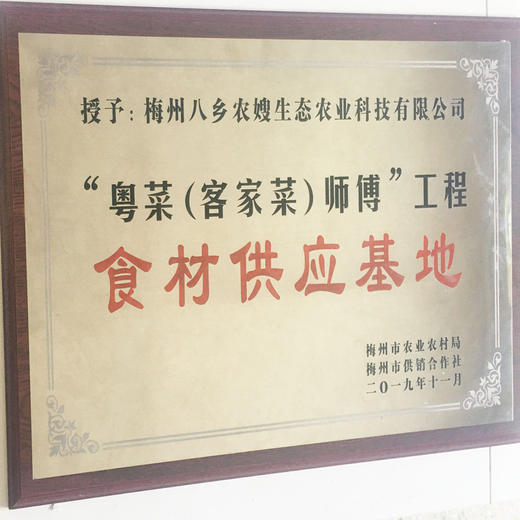 授予：梅州八乡农嫂生态农业科技有限公司
“粤菜(客家菜)师傅”工程
食材供应基地
梅州市农业农村局
梅州市供销合作社
二〇一九年十一月